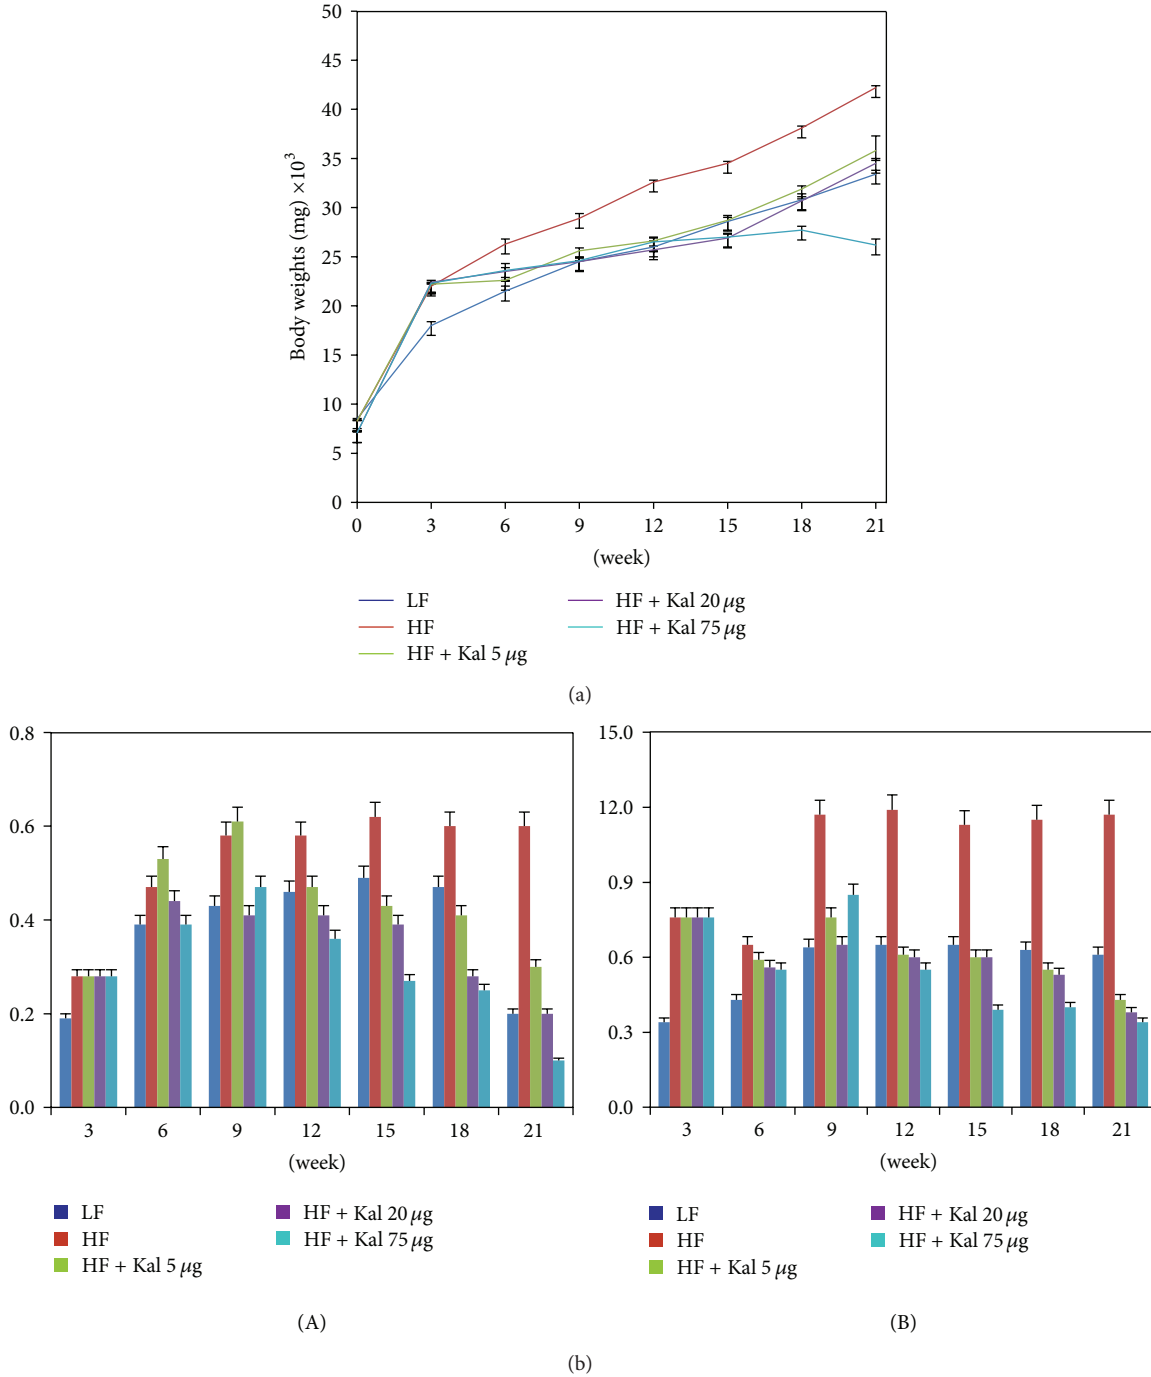 50
45
40
35
30
25
20
15
10
5
0
Body weights (mg) ×10³
0 3 6 9 12 15 18 21
(week)
LF
HF
HF + Kal 5 μg
HF + Kal 20 μg
HF + Kal 75 μg
(a)
0.8
0.6
0.4
0.2
0.0
3 6 9 12 15 18 21
(week)
LF
HF
HF + Kal 5 μg
HF + Kal 20 μg
HF + Kal 75 μg
(A)
15.0
12.0
0.9
0.6
0.3
0.0
3 6 9 12 15 18 21
(week)
LF
HF
HF + Kal 5 μg
HF + Kal 20 μg
HF + Kal 75 μg
(B)
(b)